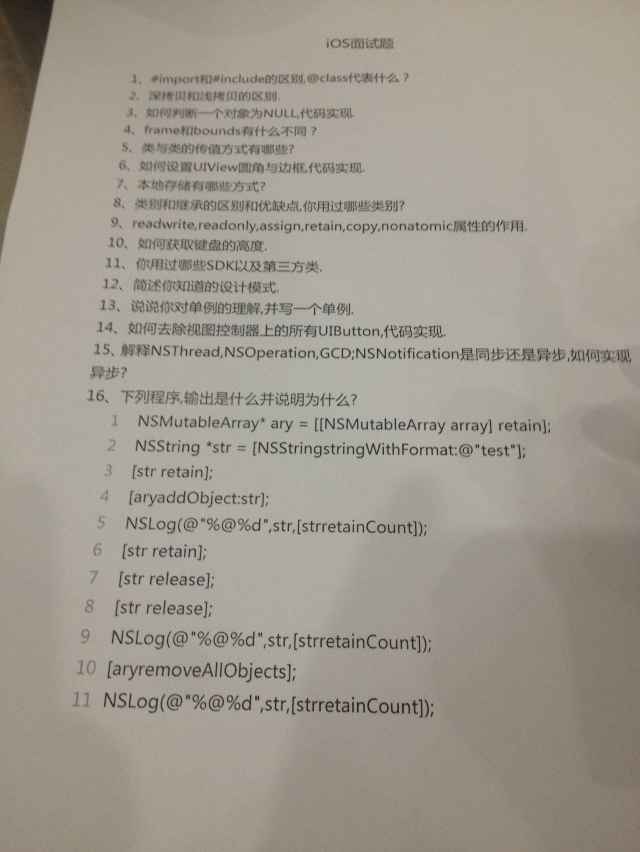 iOS面试题
1、#import和#include的区别,@class代表什么？
2、深拷贝和浅拷贝的区别.
3、如何判断一个对象为NULL,代码实现.
4、frame和bounds有什么不同？
5、类与类的传值方式有哪些?
6、如何设置UIView圆角与边框,代码实现.
7、本地存储有哪些方式?
8、类别和继承的区别和优缺点,你用过哪些类别?
9、readwrite,readonly,assign,retain,copy,nonatomic属性的作用.
10、如何获取键盘的高度.
11、你用过哪些SDK以及第三方类.
12、简述你知道的设计模式.
13、说说你对单例的理解,并写一个单例.
14、如何去除视图控制器上的所有UIButton,代码实现.
15、解释NSThread,NSOperation,GCD;NSNotification是同步还是异步,如何实现
异步?
16、下列程序,输出是什么并说明为什么?
1 NSMutableArray* ary = [[NSMutableArray array] retain];
2 NSString *str = [NSStringstringWithFormat:@"test"];
3 [str retain];
4 [aryaddObject:str];
5 NSLog(@"%@%d",str,[strretainCount]);
6 [str retain];
7 [str release];
8 [str release];
9 NSLog(@"%@%d",str,[strretainCount]);
10 [aryremoveAllObjects];
11 NSLog(@"%@%d",str,[strretainCount]);